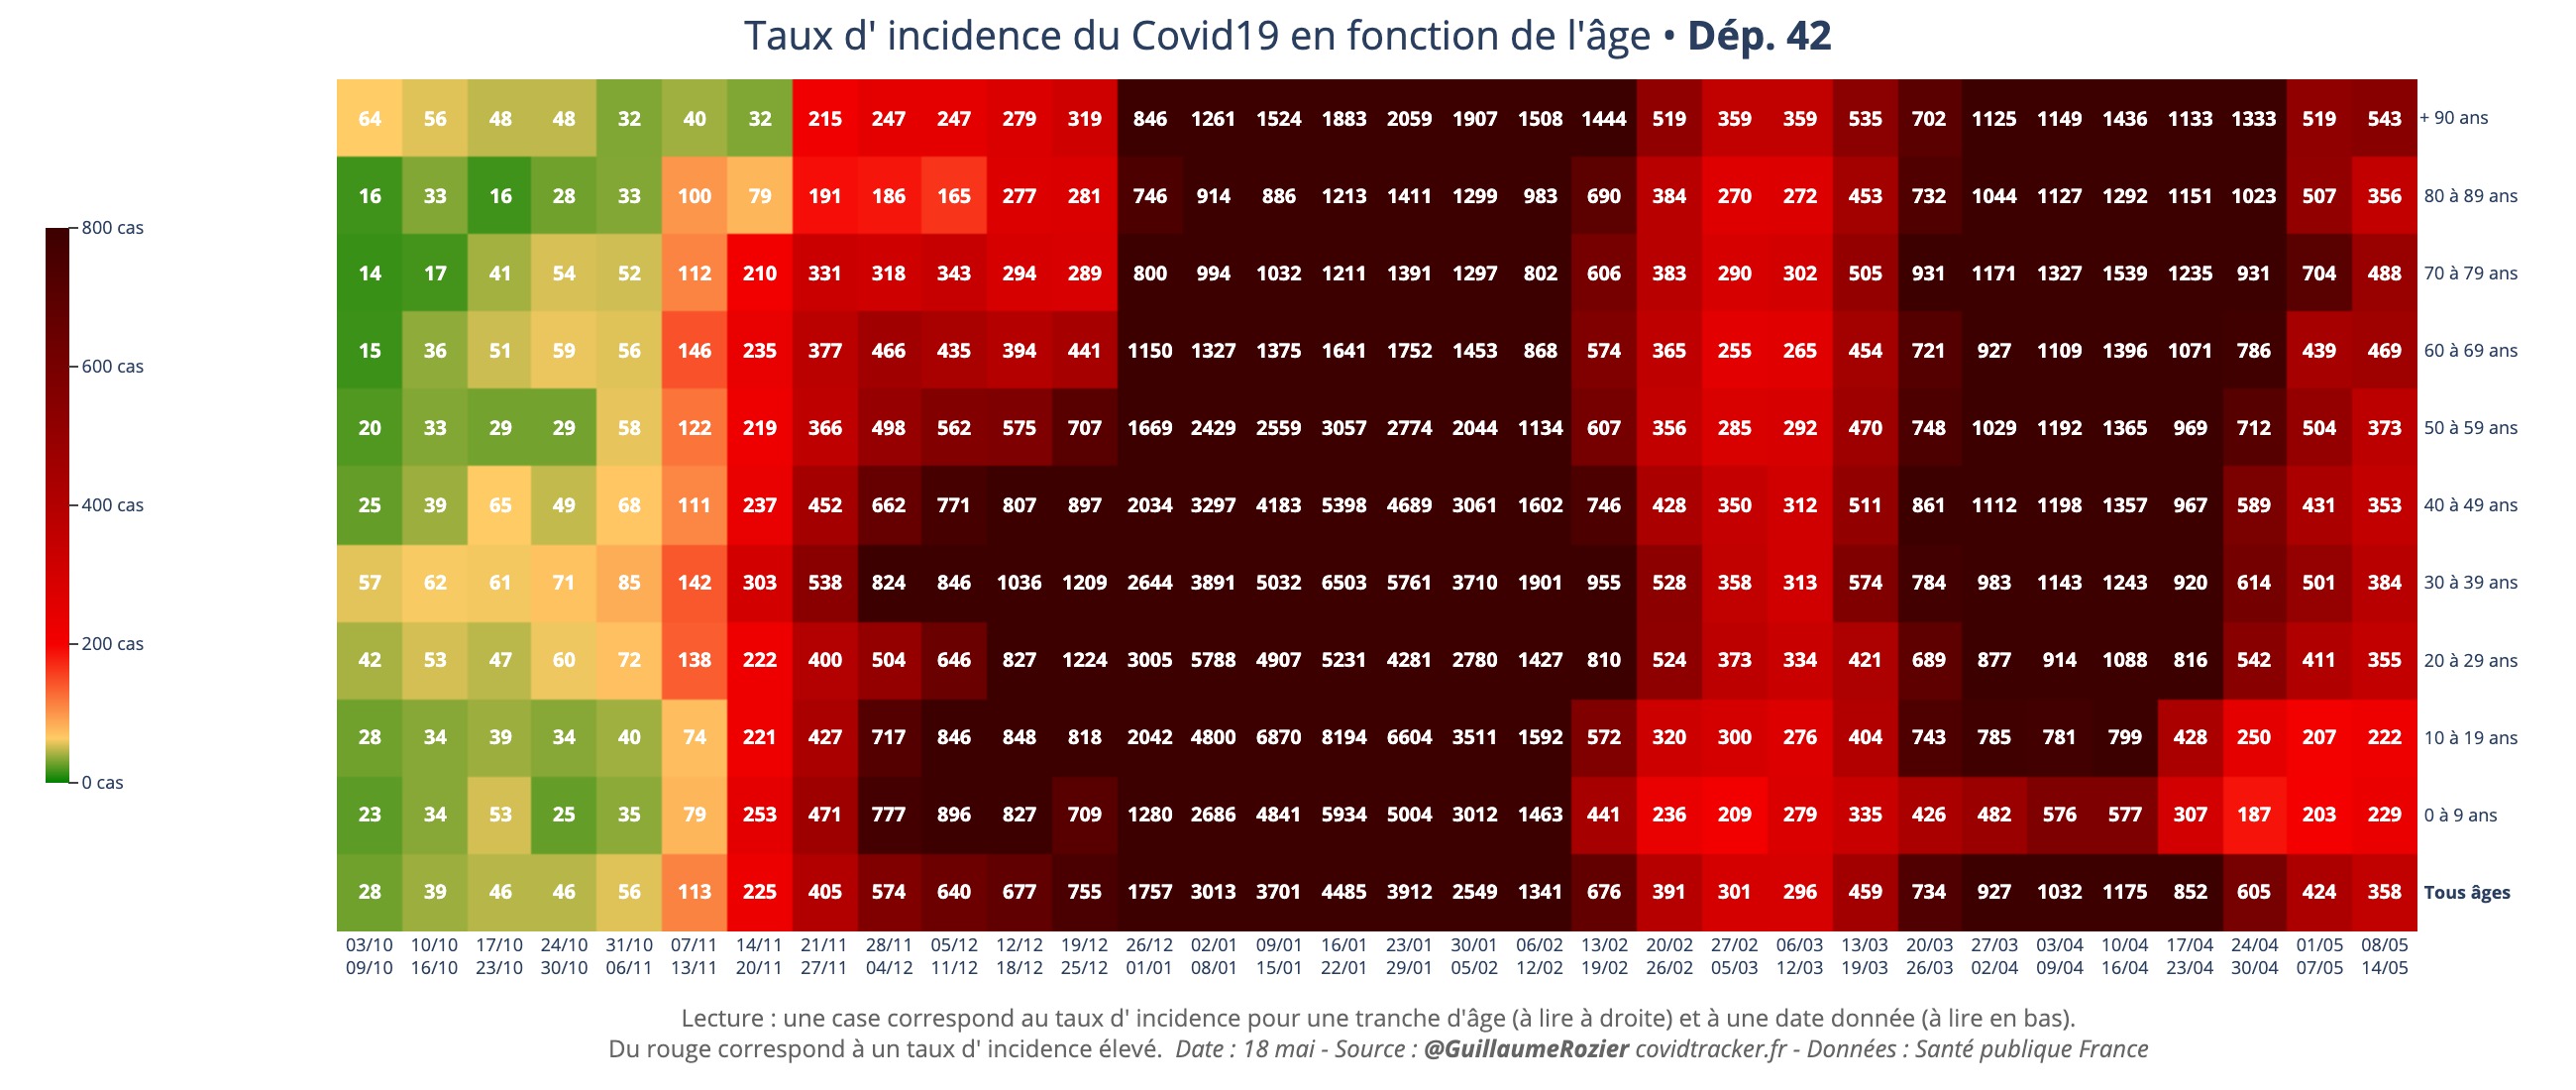 Taux d' incidence du Covid19 en fonction de l'âge • Dép. 42
800 cas
600 cas
400 cas
200 cas
0 cas
64 56 48 48 32 40 32 215 247 247 279 319 846 1261 1524 1883 2059 1907 1508 1444 519 359 359 535 702 1125 1149 1436 1133 1333 519 543 + 90 ans
16 33 16 28 33 100 79 191 186 165 277 281 746 914 886 1213 1411 1299 983 690 384 270 272 453 732 1044 1127 1292 1151 1023 507 356 80 à 89 ans
14 17 41 54 52 112 210 331 318 343 294 289 800 994 1032 1211 1391 1297 802 606 383 290 302 505 931 1171 1327 1539 1235 931 704 488 70 à 79 ans
15 36 51 59 56 146 235 377 466 435 394 441 1150 1327 1375 1641 1752 1453 868 574 365 255 265 454 721 927 1109 1396 1071 786 439 469 60 à 69 ans
20 33 29 29 58 122 219 366 498 562 575 707 1669 2429 2559 3057 2774 2044 1134 607 356 285 292 470 748 1029 1192 1365 969 712 504 373 50 à 59 ans
25 39 65 49 68 111 237 452 662 771 807 897 2034 3297 4183 5398 4689 3061 1602 746 428 350 312 511 861 1112 1198 1357 967 589 431 353 40 à 49 ans
57 62 61 71 85 142 303 538 824 846 1036 1209 2644 3891 5032 6503 5761 3710 1901 955 528 358 313 574 784 983 1143 1243 920 614 501 384 30 à 39 ans
42 53 47 60 72 138 222 400 504 646 827 1224 3005 5788 4907 5231 4281 2780 1427 810 524 373 334 421 689 877 914 1088 816 542 411 355 20 à 29 ans
28 34 39 34 40 74 221 427 717 846 848 818 2042 4800 6870 8194 6604 3511 1592 572 320 300 276 404 743 785 781 799 428 250 207 222 10 à 19 ans
23 34 53 25 35 79 253 471 777 896 827 709 1280 2686 4841 5934 5004 3012 1463 441 236 209 279 335 426 482 576 577 307 187 203 229 0 à 9 ans
28 39 46 46 56 113 225 405 574 640 677 755 1757 3013 3701 4485 3912 2549 1341 676 391 301 296 459 734 927 1032 1175 852 605 424 358 Tous âges
03/10 10/10 17/10 24/10 31/10 07/11 14/11 21/11 28/11 05/12 12/12 19/12 26/12 02/01 09/01 16/01 23/01 30/01 06/02 13/02 20/02 27/02 06/03 13/03 20/03 27/03 03/04 10/04 17/04 24/04 01/05 08/05
09/10 16/10 23/10 30/10 06/11 13/11 20/11 27/11 04/12 11/12 18/12 25/12 01/01 08/01 15/01 22/01 29/01 05/02 12/02 19/02 26/02 05/03 12/03 19/03 26/03 02/04 09/04 16/04 23/04 30/04 07/05 14/05
Lecture : une case correspond au taux d' incidence pour une tranche d'âge (à lire à droite) et à une date donnée (à lire en bas).
Du rouge correspond à un taux d' incidence élevé. Date : 18 mai - Source : @GuillaumeRozier covidtracker.fr - Données : Santé publique France